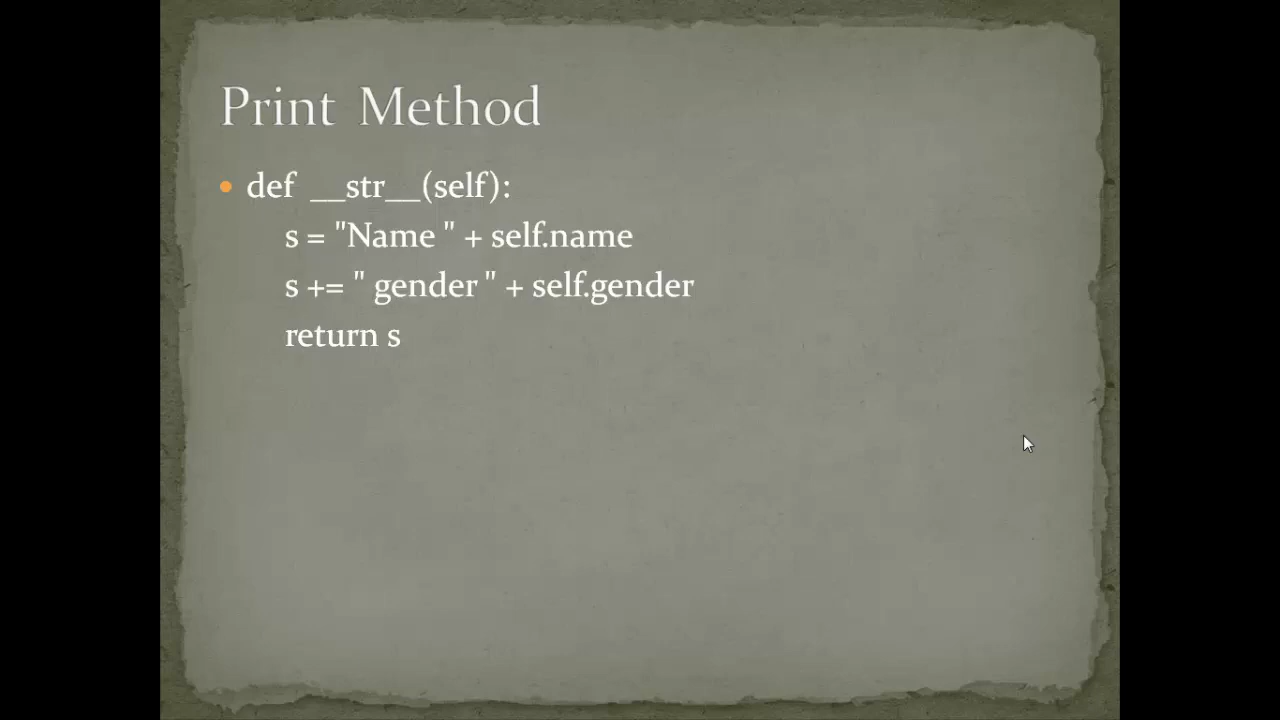 Print Method
def __str__(self):
s = "Name " + self.name
s += " gender " + self.gender
return s